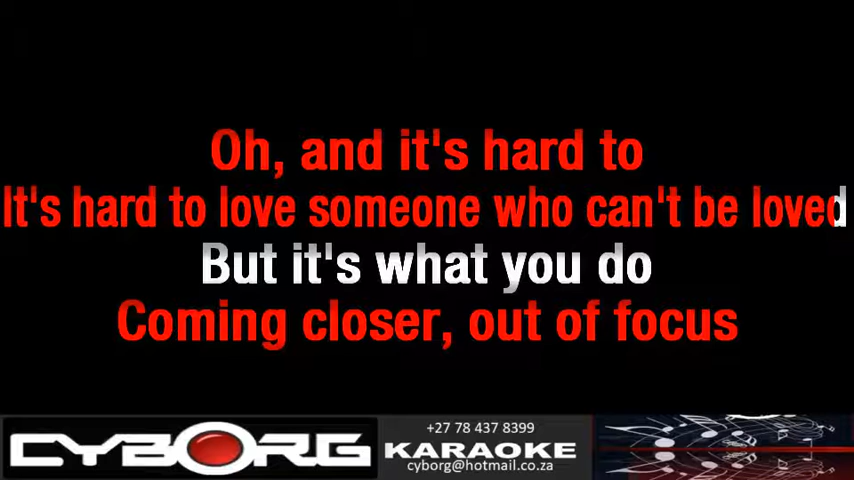 Oh, and it's hard to
It's hard to love someone who can't be loved
But it's what you do
Coming closer, out of focus
CYBORG
+27 78 437 8399
KARAOKE
cyborg@hotmail.co.za